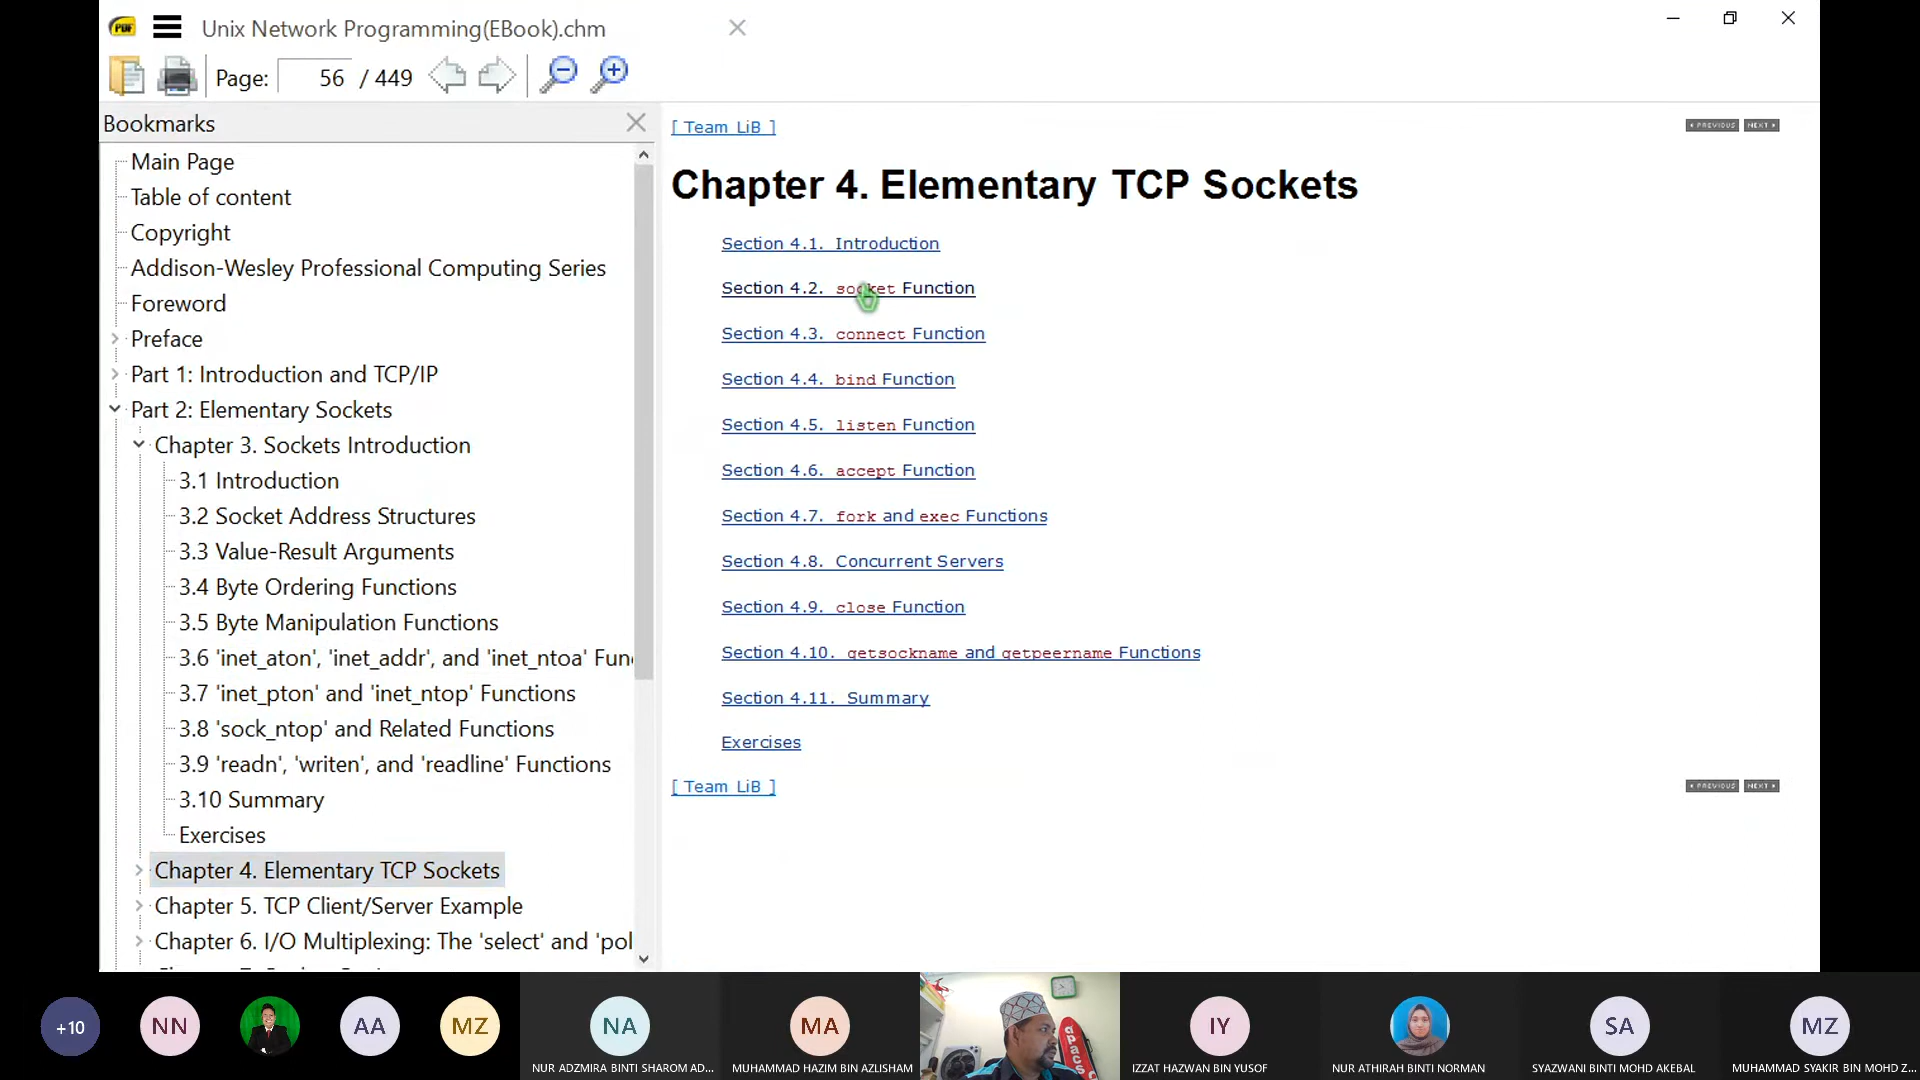 PDF
Unix Network Programming(EBook).chm
Page: 56 / 449
Bookmarks
Main Page
Table of content
Copyright
Addison-Wesley Professional Computing Series
Foreword
Preface
Part 1: Introduction and TCP/IP
Part 2: Elementary Sockets
Chapter 3. Sockets Introduction
3.1 Introduction
3.2 Socket Address Structures
3.3 Value-Result Arguments
3.4 Byte Ordering Functions
3.5 Byte Manipulation Functions
3.6 'inet_aton', 'inet_addr', and 'inet_ntoa' Fun
3.7 'inet_pton' and 'inet_ntop' Functions
3.8 'sock_ntop' and Related Functions
3.9 'readn', 'writen', and 'readline' Functions
3.10 Summary
Exercises
Chapter 4. Elementary TCP Sockets
Chapter 5. TCP Client/Server Example
Chapter 6. I/O Multiplexing: The 'select' and 'pol
[ Team LiB ]
PREVIOUS NEXT
Chapter 4. Elementary TCP Sockets
Section 4.1. Introduction
Section 4.2. socket Function
Section 4.3. connect Function
Section 4.4. bind Function
Section 4.5. listen Function
Section 4.6. accept Function
Section 4.7. fork and exec Functions
Section 4.8. Concurrent Servers
Section 4.9. close Function
Section 4.10. getsockname and getpeername Functions
Section 4.11. Summary
Exercises
[ Team LiB ]
PREVIOUS NEXT
+10
NN
AA
MZ
NA
NUR ADZMIRA BINTI SHAROM AD...
MA
MUHAMMAD HAZIM BIN AZLISHAM
IY
IZZAT HAZWAN BIN YUSOF
NUR ATHIRAH BINTI NORMAN
SA
SYAZWANI BINTI MOHD AKEBAL
MZ
MUHAMMAD SYAKIR BIN MOHD Z...